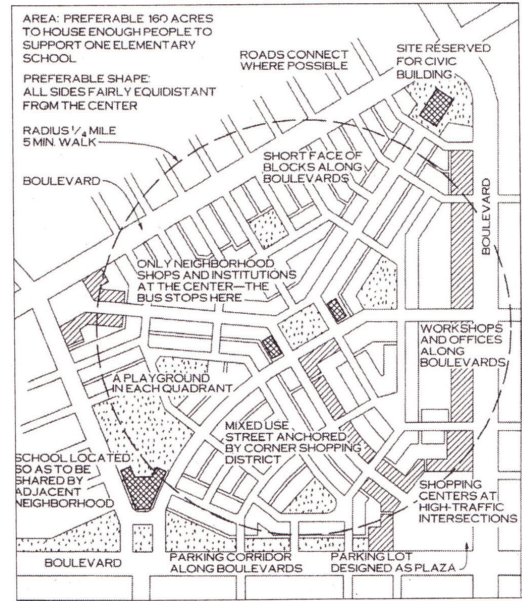 AREA: PREFERABLE 160 ACRES
TO HOUSE ENOUGH PEOPLE TO
SUPPORT ONE ELEMENTARY
SCHOOL
PREFERABLE SHAPE:
ALL SIDES FAIRLY EQUIDISTANT
FROM THE CENTER
RADIUS 1/4 MILE
5 MIN. WALK
BOULEVARD
ROADS CONNECT
WHERE POSSIBLE
SITE RESERVED
FOR CIVIC
BUILDING
SHORT FACE OF
BLOCKS ALONG
BOULEVARDS
BOULEVARD
ONLY NEIGHBORHOOD
SHOPS AND INSTITUTIONS
AT THE CENTER—THE
BUS STOPS HERE
WORKSHOPS
AND OFFICES
ALONG
BOULEVARDS
A PLAYGROUND
IN EACH QUADRANT
MIXED USE
STREET ANCHORED
BY CORNER SHOPPING
DISTRICT
SCHOOL LOCATED
SO AS TO BE
SHARED BY
ADJACENT
NEIGHBORHOOD
SHOPPING
CENTERS AT
HIGH-TRAFFIC
INTERSECTIONS
BOULEVARD
PARKING CORRIDOR
ALONG BOULEVARDS
PARKING LOT
DESIGNED AS PLAZA